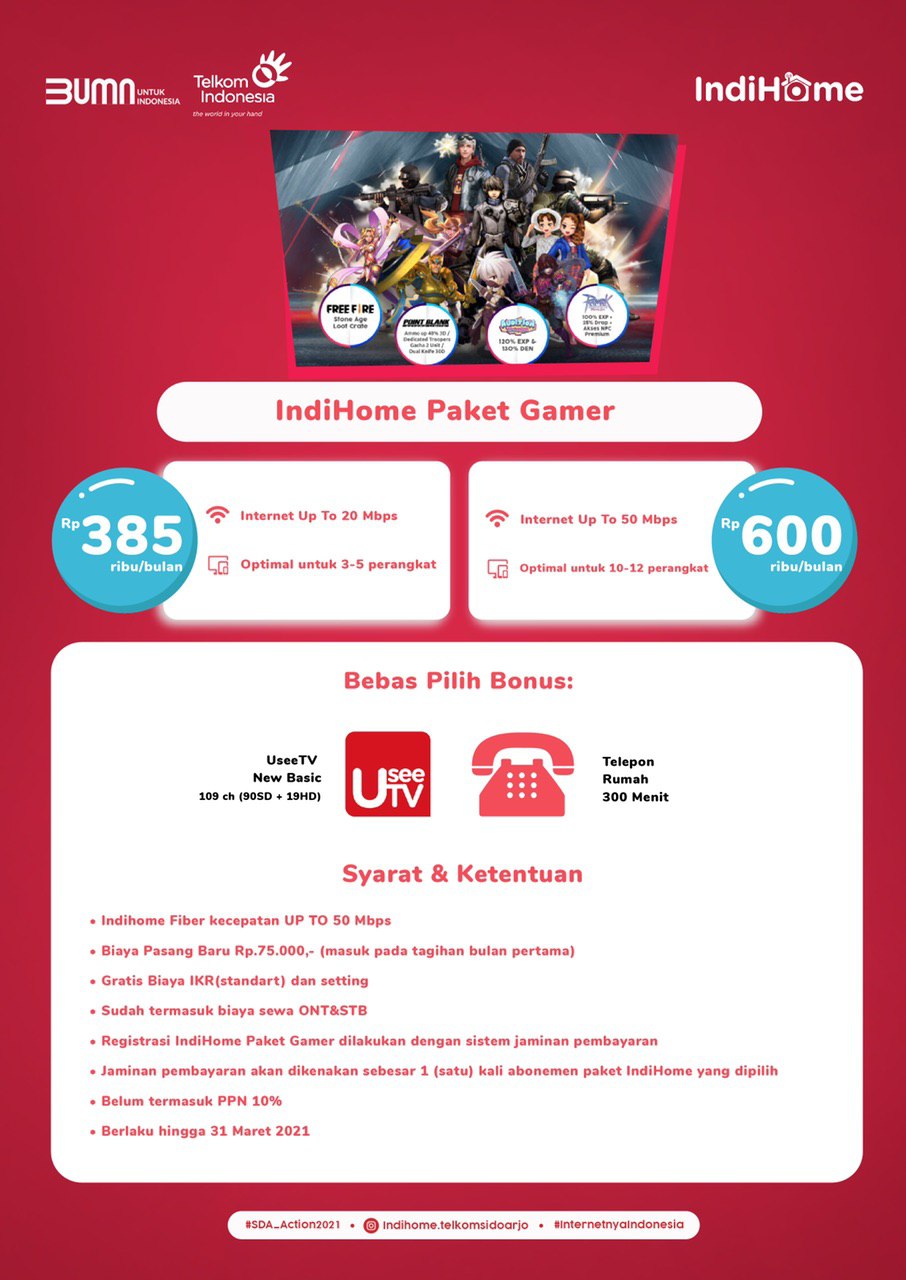 BUMN UNTUK
INDONESIA
Telkom
Indonesia
the world in your hand
IndiHome
FREE FIRE
Stone Age
Loot Crate
POINT BLANK
Ammo up 40% 3D /
Dedicated Troopers
Gacha 2 Unit /
Dual Knife 30D
AUDITION
120% EXP &
130% DEN
100% EXP +
25% Drop +
Akses NPC
Premium
IndiHome Paket Gamer
Rp 385
ribu/bulan
Internet Up To 20 Mbps
Optimal untuk 3-5 perangkat
Internet Up To 50 Mbps
Optimal untuk 10-12 perangkat
Rp 600
ribu/bulan
Bebas Pilih Bonus:
UseeTV
New Basic
109 ch (90SD + 19HD)
Usee
TV
Telepon
Rumah
300 Menit
Syarat & Ketentuan
• Indihome Fiber kecepatan UP TO 50 Mbps
• Biaya Pasang Baru Rp.75.000,- (masuk pada tagihan bulan pertama)
• Gratis Biaya IKR(standart) dan setting
• Sudah termasuk biaya sewa ONT&STB
• Registrasi IndiHome Paket Gamer dilakukan dengan sistem jaminan pembayaran
• Jaminan pembayaran akan dikenakan sebesar 1 (satu) kali abonemen paket IndiHome yang dipilih
• Belum termasuk PPN 10%
• Berlaku hingga 31 Maret 2021
#SDA_Action2021 • Indihome.telkomsidoarjo • #InternetnyaIndonesia